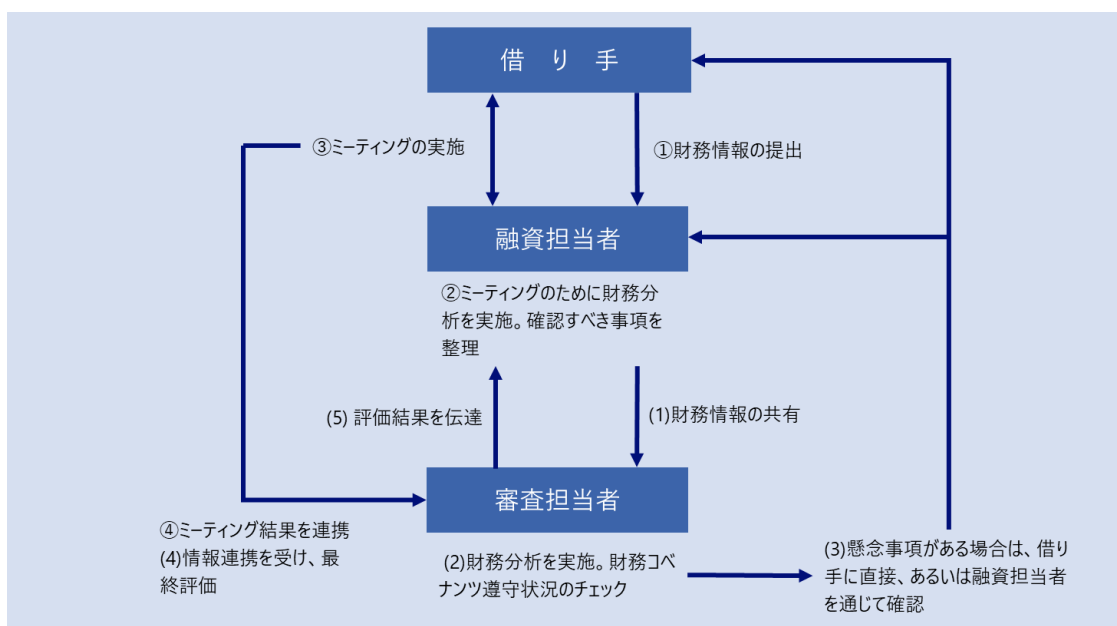 借 り 手
③ミーティングの実施
①財務情報の提出
融資担当者
②ミーティングのために財務分
析を実施。確認すべき事項を
整理
(5) 評価結果を伝達
(1)財務情報の共有
審査担当者
④ミーティング結果を連携
(4)情報連携を受け、最
終評価
(2)財務分析を実施。財務コベ
ナンツ遵守状況のチェック
(3)懸念事項がある場合は、借り
手に直接、あるいは融資担当者
を通じて確認